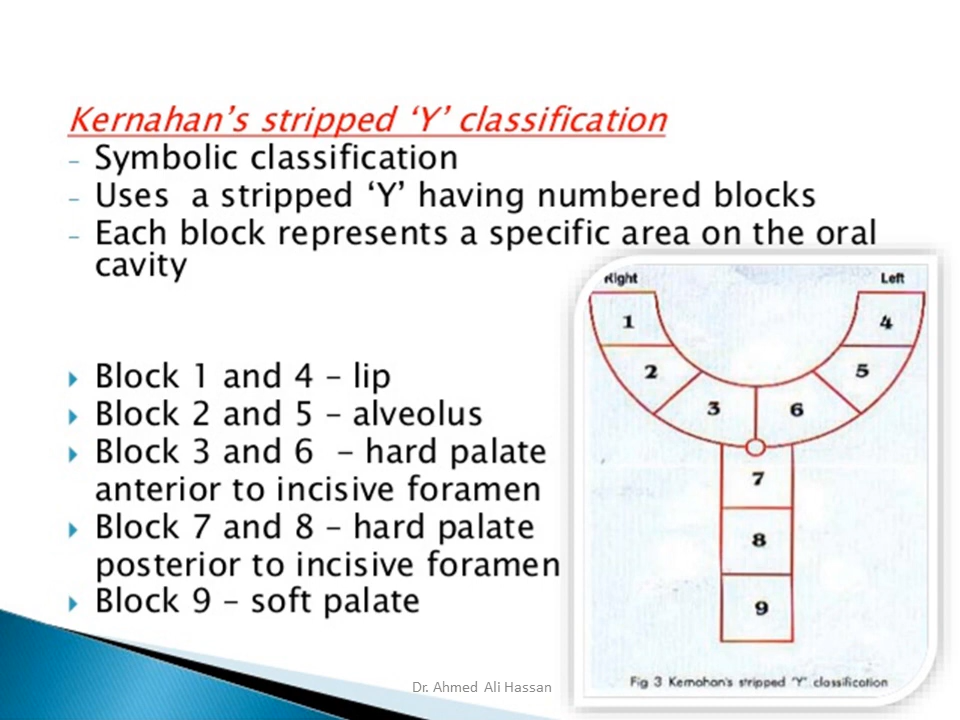 Kernahan's stripped 'Y' classification
– Symbolic classification
– Uses a stripped 'Y' having numbered blocks
– Each block represents a specific area on the oral
cavity
Block 1 and 4 – lip
Block 2 and 5 – alveolus
Block 3 and 6 – hard palate
anterior to incisive foramen
Block 7 and 8 – hard palate
posterior to incisive foramen
Block 9 – soft palate
Right Left
1 4
2 5
3 6
7
8
9
Fig 3 Kernohan's stripped 'Y' classification
Dr. Ahmed Ali Hassan